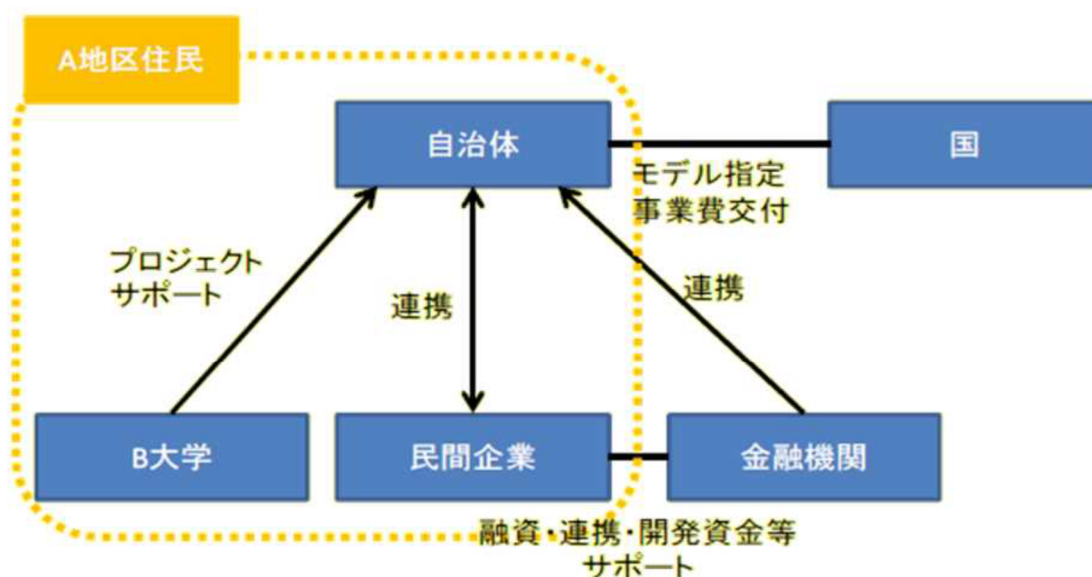 A地区住民
自治体
国
モデル指定
事業費交付
プロジェクト
サポート
連携
連携
B大学
民間企業
金融機関
融資・連携・開発資金等
サポート